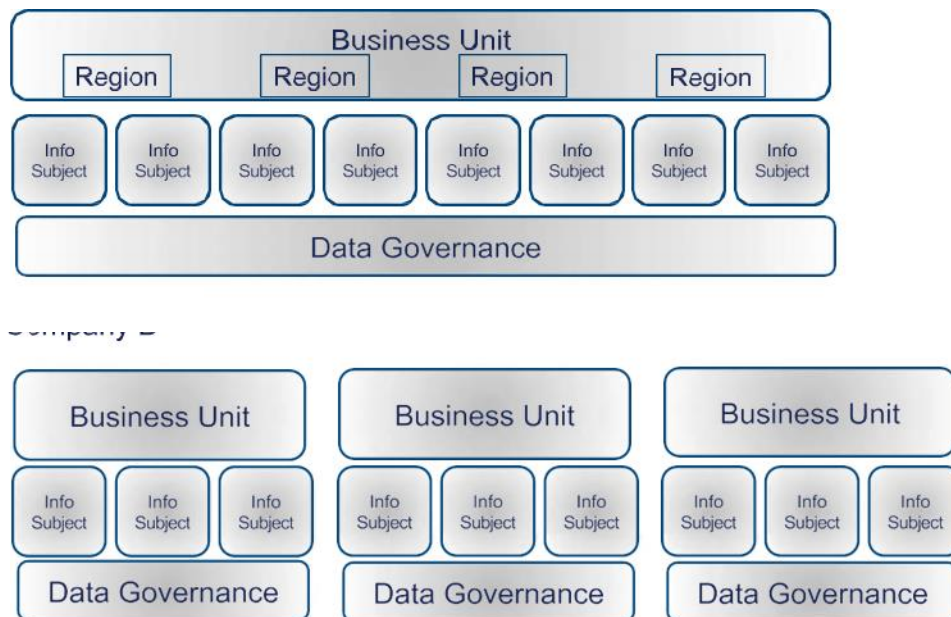 Business Unit
Region Region Region Region
Info Info Info Info Info Info Info Info
Subject Subject Subject Subject Subject Subject Subject Subject
Data Governance
Business Unit Business Unit Business Unit
Info Info Info Info Info Info Info Info Info
Subject Subject Subject Subject Subject Subject Subject Subject Subject
Data Governance Data Governance Data Governance